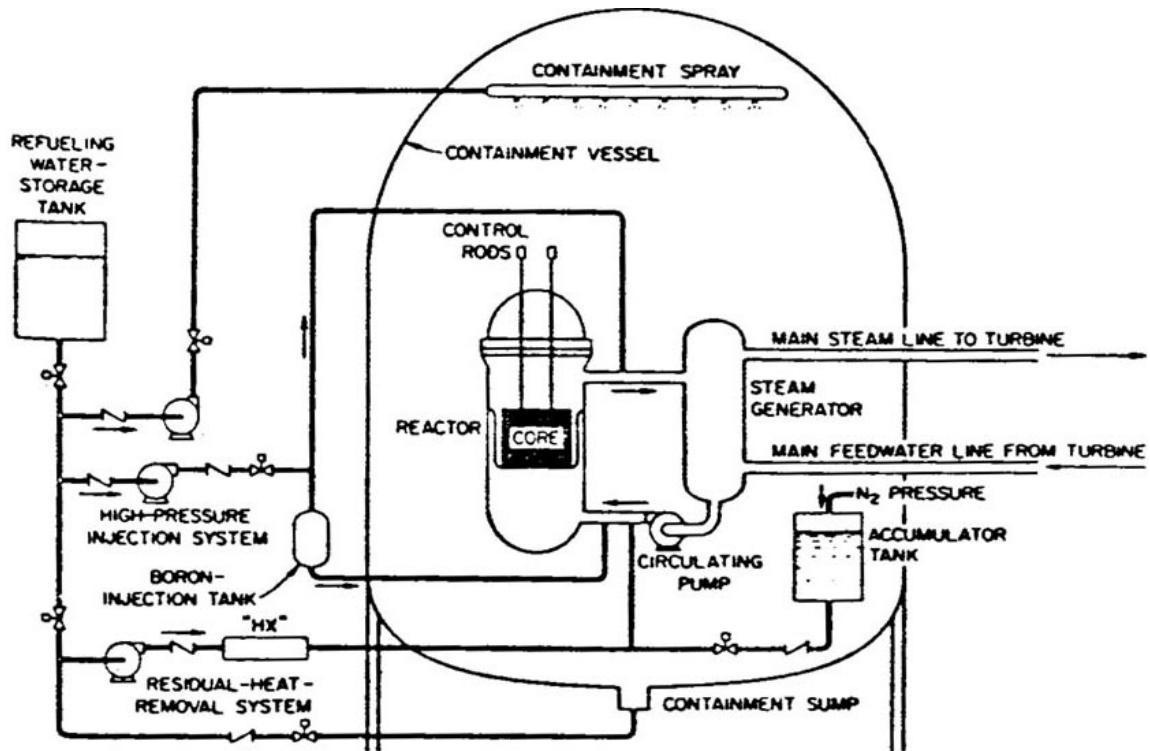 CONTAINMENT SPRAY
REFUELING
WATER-
STORAGE
TANK
CONTAINMENT VESSEL
CONTROL
RODS
MAIN STEAM LINE TO TURBINE
STEAM
GENERATOR
REACTOR
CORE
MAIN FEEDWATER LINE FROM TURBINE
N₂ PRESSURE
HIGH-PRESSURE
INJECTION SYSTEM
ACCUMULATOR
TANK
CIRCULATING
PUMP
BORON-
INJECTION TANK
"HX"
RESIDUAL-HEAT-
REMOVAL SYSTEM
CONTAINMENT SUMP